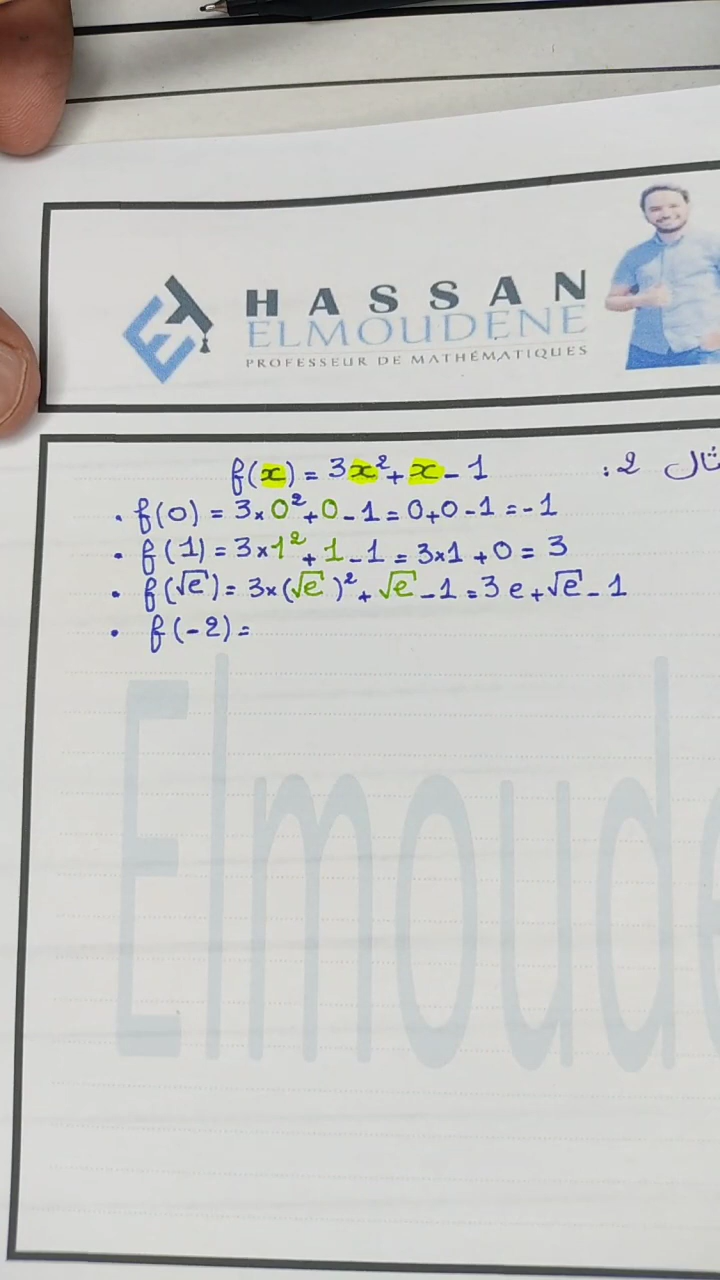 HASSAN
ELMOUDENE
PROFESSEUR DE MATHÉMATIQUES
f(x) = 3x²+x-1
: 2
. f(0) = 3×0²+0-1=0+0-1=-1
. f(1) = 3×1²+1-1=3×1+0=3
. f(√e) = 3×(√e)²+√e-1=3e+√e-1
. f(-2)=
Elmoude